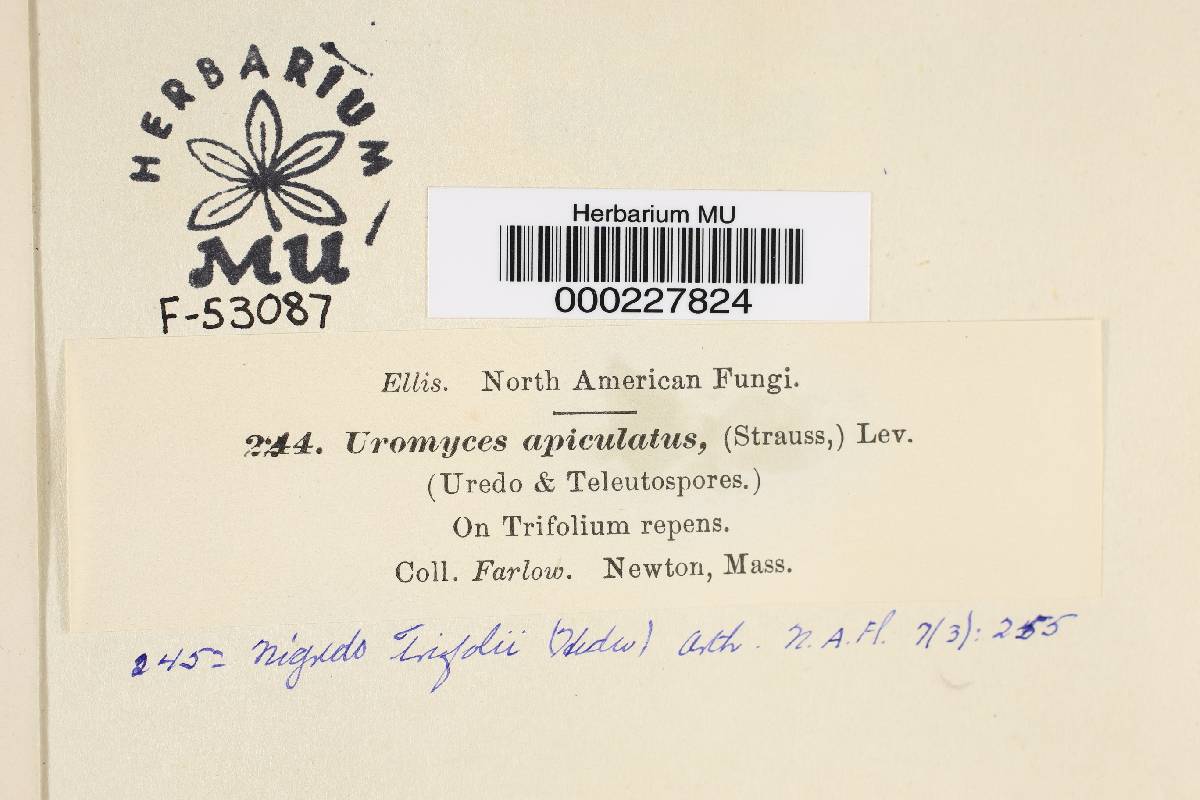 HERBARIUM
MU
F-53087
Herbarium MU
000227824
Ellis. North American Fungi.
244. Uromyces apiculatus, (Strauss,) Lev.
(Uredo & Teleutospores.)
On Trifolium repens.
Coll. Farlow. Newton, Mass.
245= Nigredo Trifolii (Hedw) Arth. N.A.Fl. 7(3): 255